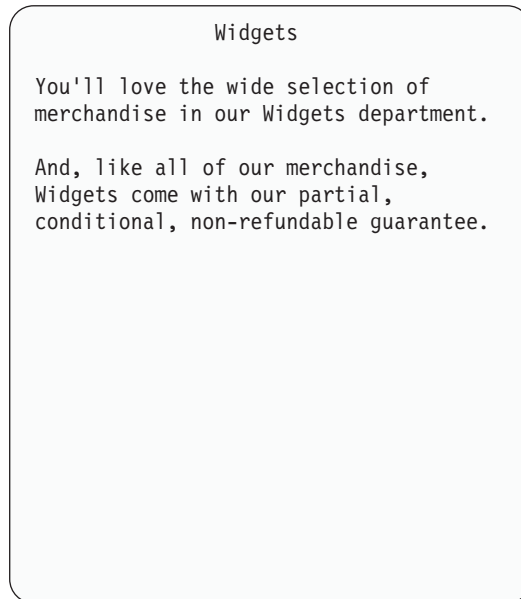 Widgets
You'll love the wide selection of
merchandise in our Widgets department.
And, like all of our merchandise,
Widgets come with our partial,
conditional, non-refundable guarantee.